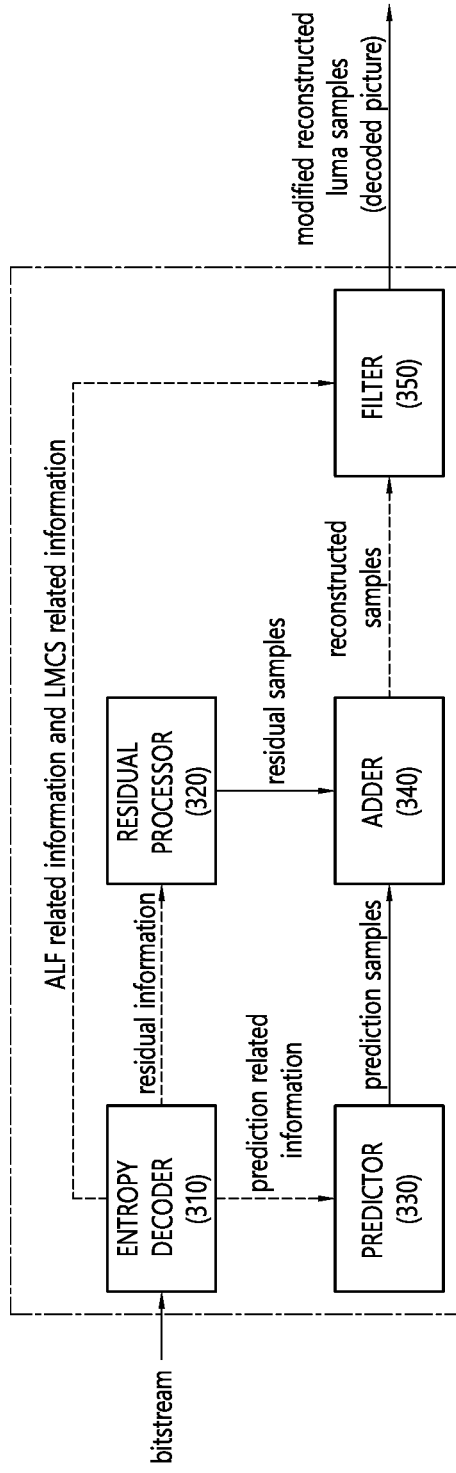 bitstream
ALF related information and LMCS related information
ENTROPY
DECODER
(310)
residual information
RESIDUAL
PROCESSOR
(320)
prediction related
information
residual samples
PREDICTOR
(330)
prediction samples
ADDER
(340)
reconstructed
samples
FILTER
(350)
modified reconstructed
luma samples
(decoded picture)